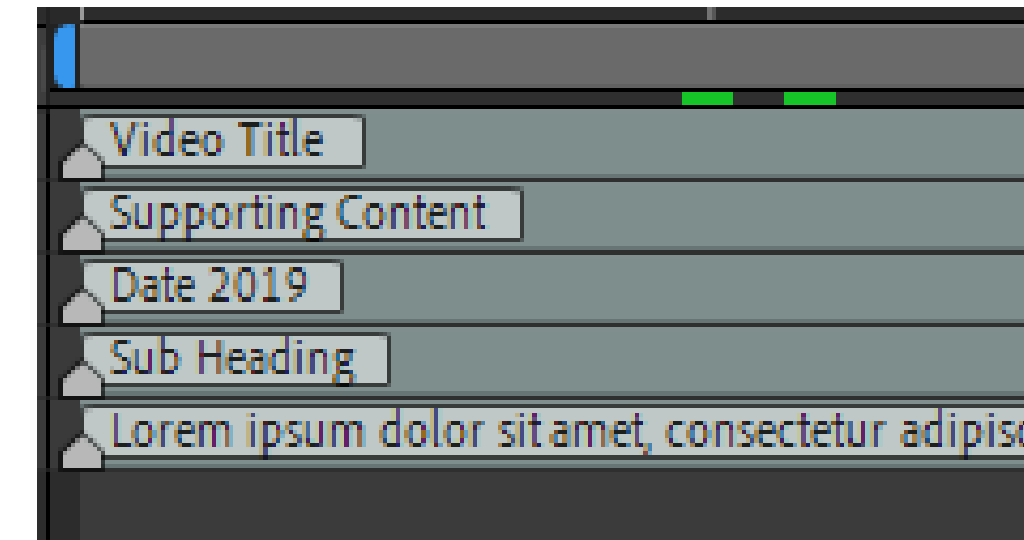 Video Title
Supporting Content
Date 2019
Sub Heading
Lorem ipsum dolor sit amet, consectetur